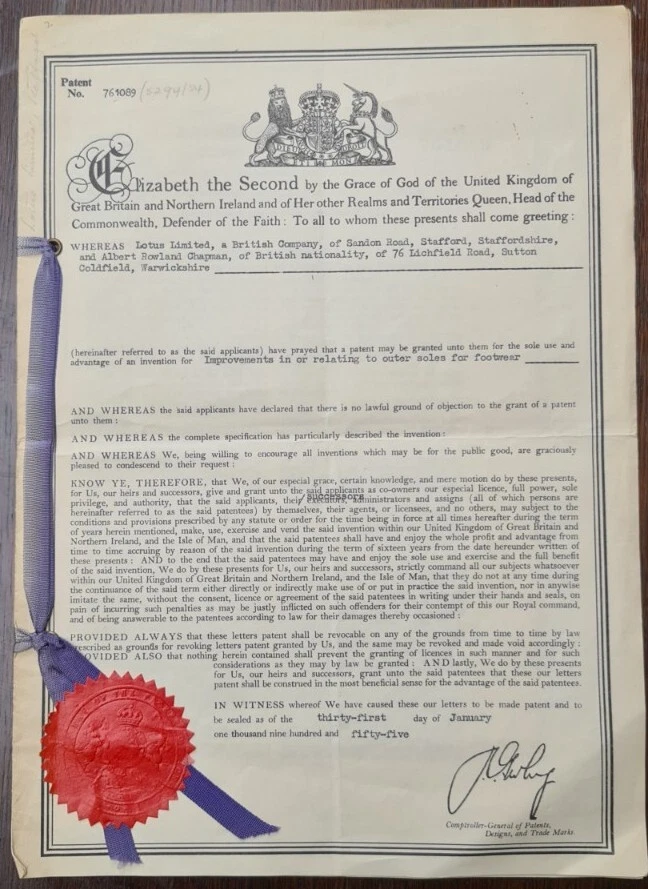 Patent
No. 761089
Elizabeth the Second by the Grace of God of the United Kingdom of
Great Britain and Northern Ireland and of Her other Realms and Territories Queen, Head of the
Commonwealth, Defender of the Faith: To all to whom these presents shall come greeting:
WHEREAS Lotus Limited, a British Company, of Sandon Road, Stafford, Staffordshire,
and Albert Rowland Chapman, of British nationality, of 76 Lichfield Road, Sutton
Coldfield, Warwickshire
(hereinafter referred to as the said applicants) have prayed that a patent may be granted unto them for the sole use and
advantage of an invention for Improvements in or relating to outer soles for footwear
AND WHEREAS the said applicants have declared that there is no lawful ground of objection to the grant of a patent
unto them:
AND WHEREAS the complete specification has particularly described the invention:
AND WHEREAS We, being willing to encourage all inventions which may be for the public good, are graciously
pleased to condescend to their request:
KNOW YE, THEREFORE, that We, of our especial grace, certain knowledge, and mere motion do by these presents,
for Us, our heirs and successors, give and grant unto the said applicants as co-owners our especial licence, full power, sole
successors
privilege, and authority, that the said applicants, their executors, administrators and assigns (all of which persons are
hereinafter referred to as the said patentees) by themselves, their agents, or licensees, and no others, may subject to the
conditions and provisions prescribed by any statute or order for the time being in force at all times hereafter during the term
of years herein mentioned, make, use, exercise and vend the said invention within our United Kingdom of Great Britain and
Northern Ireland, and the Isle of Man, and that the said patentees shall have and enjoy the whole profit and advantage from
time to time accruing by reason of the said invention during the term of sixteen years from the date hereunder written of
these presents: AND to the end that the said patentees may have and enjoy the sole use and exercise and the full benefit
of the said invention, We do by these presents for Us, our heirs and successors, strictly command all our subjects whatsoever
within our United Kingdom of Great Britain and Northern Ireland, and the Isle of Man, that they do not at any time during
the continuance of the said term either directly or indirectly make use of or put in practice the said invention, nor in anywise
imitate the same, without the consent, licence or agreement of the said patentees in writing under their hands and seals, on
pain of incurring such penalties as may be justly inflicted on such offenders for their contempt of this our Royal command,
and of being answerable to the patentees according to law for their damages thereby occasioned:
PROVIDED ALWAYS that these letters patent shall be revocable on any of the grounds from time to time by law
prescribed as grounds for revoking letters patent granted by Us, and the same may be revoked and made void accordingly:
PROVIDED ALSO that nothing herein contained shall prevent the granting of licences in such manner and for such
considerations as they may by law be granted: AND lastly, We do by these presents
for Us, our heirs and successors, grant unto the said patentees that these our letters
patent shall be construed in the most beneficial sense for the advantage of the said patentees.
IN WITNESS whereof We have caused these our letters to be made patent and to
be sealed as of the thirty-first day of January
one thousand nine hundred and fifty-five
Comptroller-General of Patents,
Designs, and Trade Marks